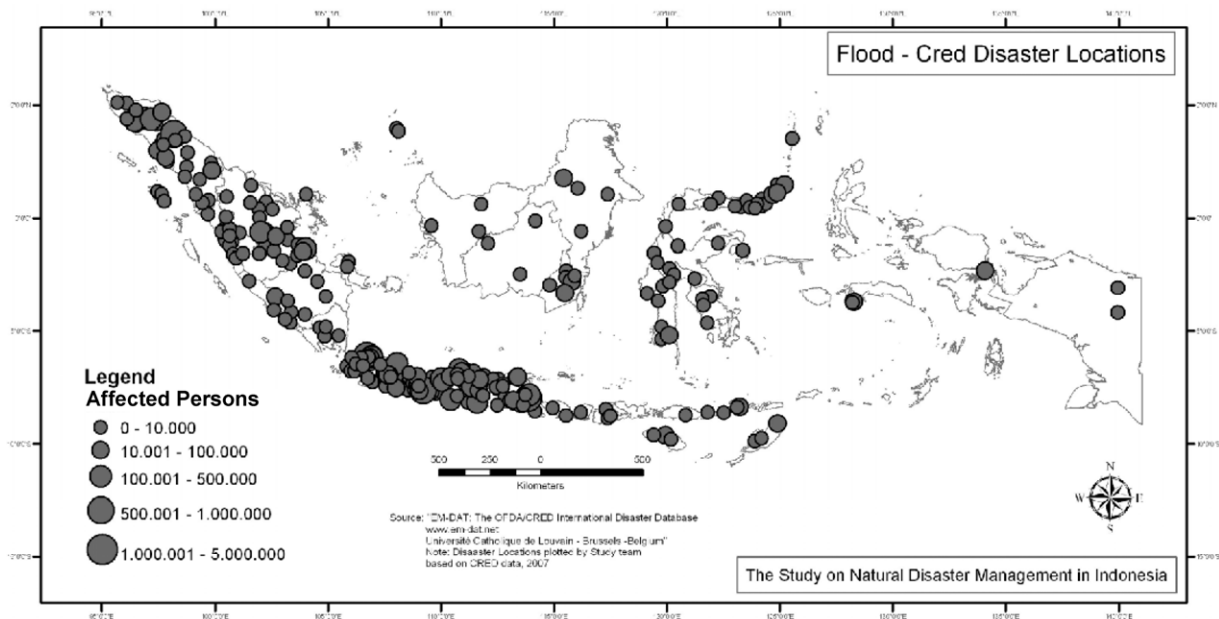 Flood - Cred Disaster Locations
Legend
Affected Persons
0 - 10.000
10.001 - 100.000
100.001 - 500.000
500.001 - 1.000.000
1.000.001 - 5.000.000
500 250 0 500
Kilometers
N
W E
S
Source: "EM-DAT: The OFDA/CRED International Disaster Database
www.em-dat.net
Université Catholique de Louvain - Brussels -Belgium"
Note: Disaaster Locations plotted by Study team
based on CRED data, 2007
The Study on Natural Disaster Management in Indonesia